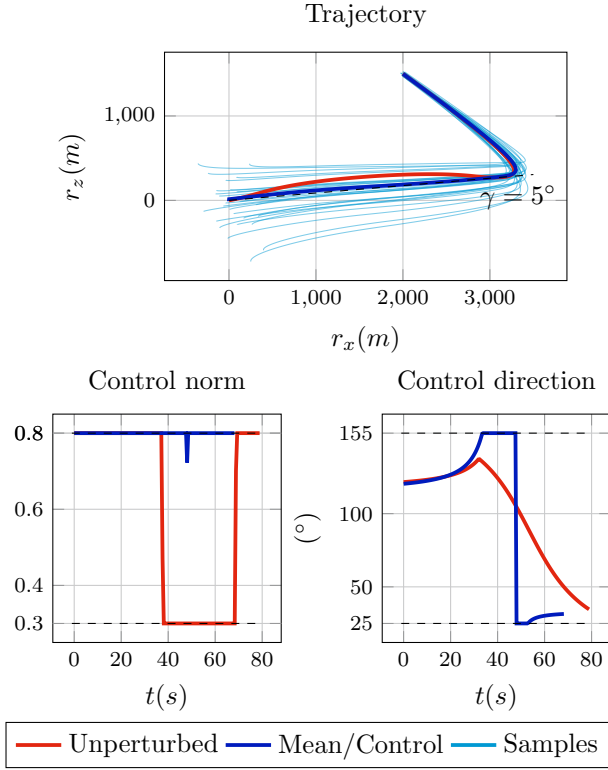 Trajectory
1,000
0
r_z(m)
γ = 5°
0 1,000 2,000 3,000
r_x(m)
Control norm
0.8
0.8
0.6
0.4
0.3
0 20 40 60 80
t(s)
Control direction
155
100
50
25
(°)
0 20 40 60 80
t(s)
Unperturbed Mean/Control Samples